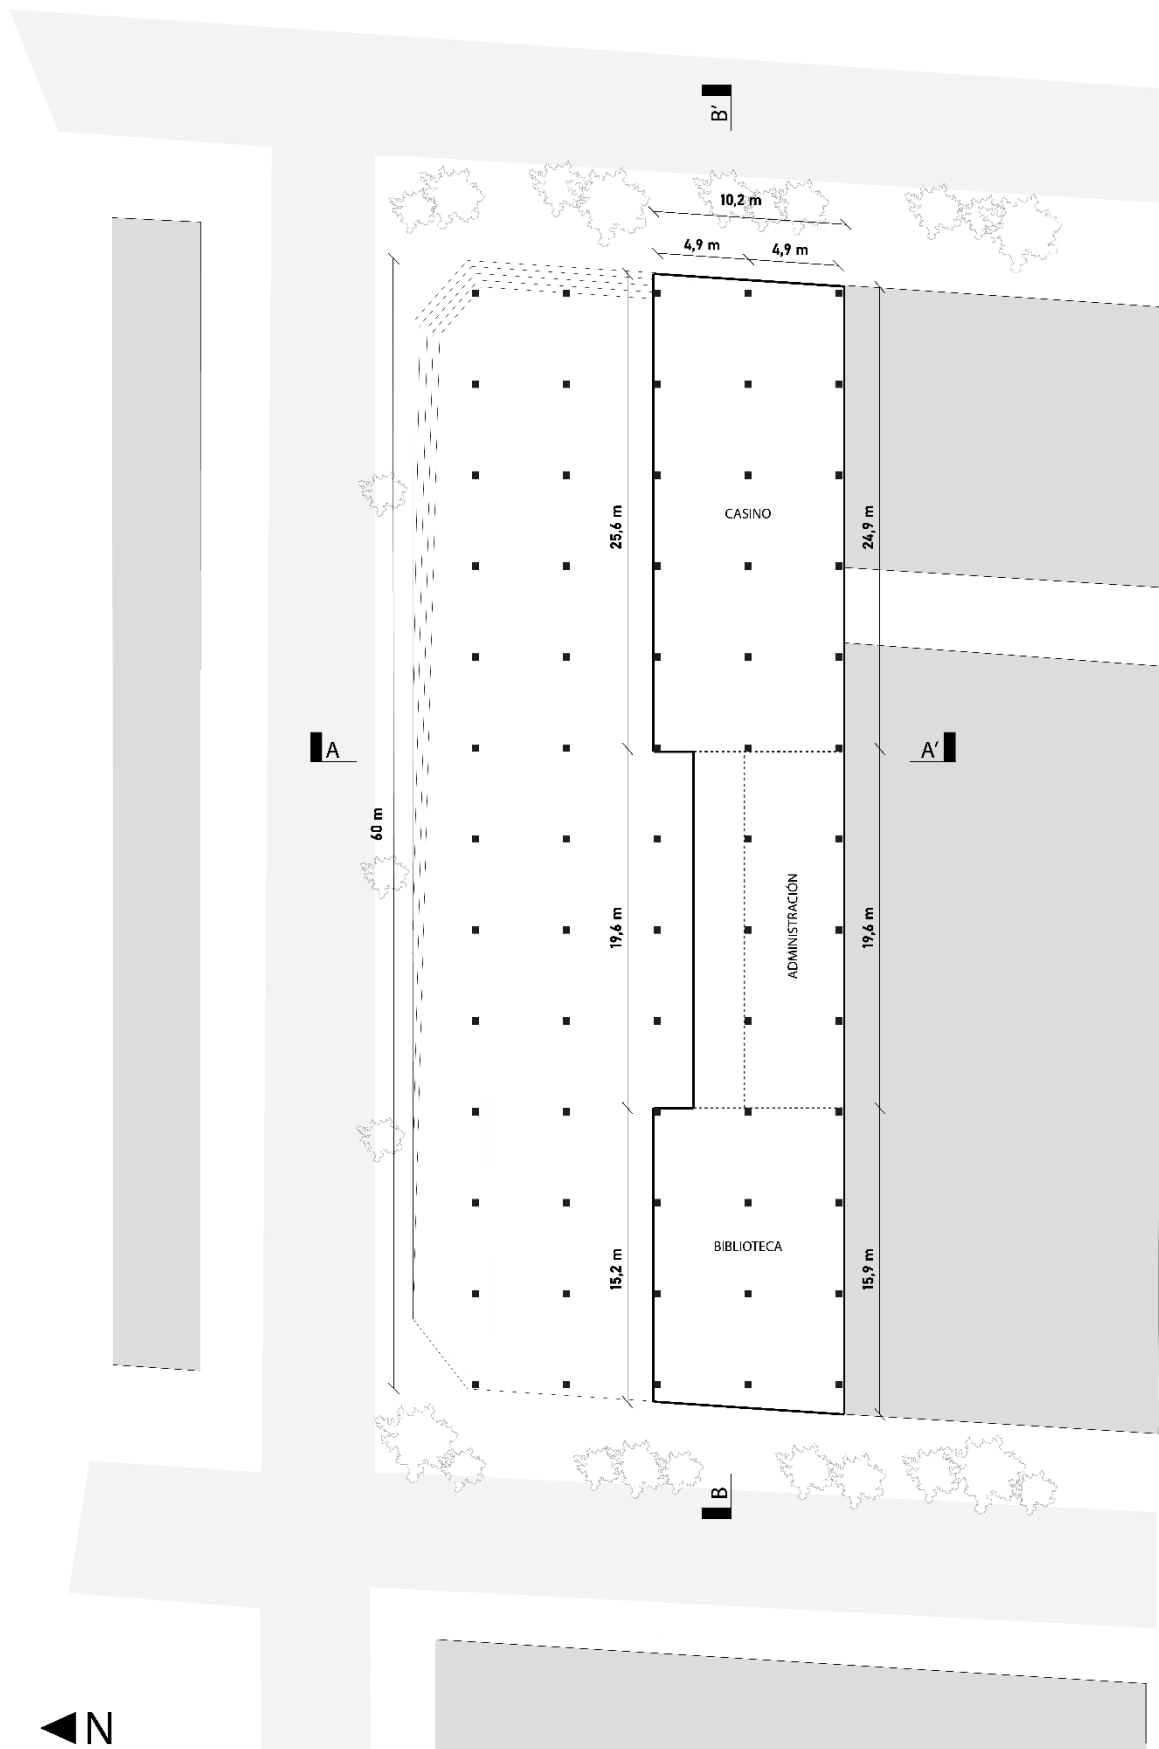 B'
10,2 m
4,9 m
4,9 m
25,6 m
CASINO
24,9 m
A
A'
60 m
19,6 m
ADMINISTRACIÓN
19,6 m
15,2 m
BIBLIOTECA
15,9 m
B
N